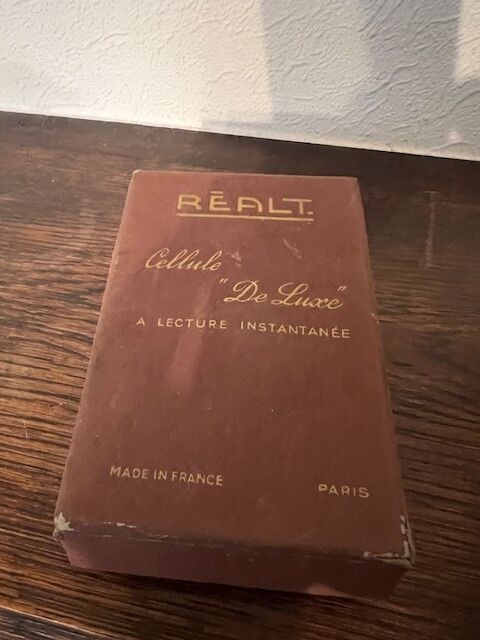 RÉALT.
Cellule
"De Luxe"
A LECTURE INSTANTANÉE
MADE IN FRANCE
PARIS